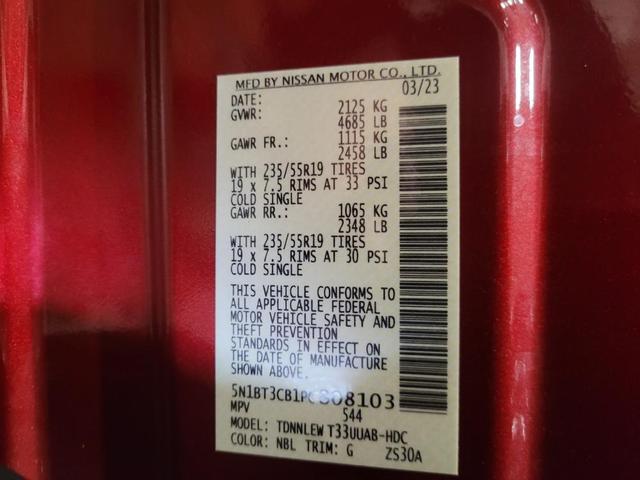 MFD BY NISSAN MOTOR CO., LTD.
DATE: 03/23
GVWR: 2125 KG
4685 LB
GAWR FR.: 1115 KG
2458 LB
WITH 235/55R19 TIRES
19 x 7.5 RIMS AT 33 PSI
COLD SINGLE
GAWR RR.: 1065 KG
2348 LB
WITH 235/55R19 TIRES
19 x 7.5 RIMS AT 30 PSI
COLD SINGLE
THIS VEHICLE CONFORMS TO
ALL APPLICABLE FEDERAL
MOTOR VEHICLE SAFETY AND
THEFT PREVENTION
STANDARDS IN EFFECT ON
THE DATE OF MANUFACTURE
SHOWN ABOVE.
5N1BT3CB1PC808103
MPV 544
MODEL: TDNNLEW T33UUAB-HDC
COLOR: NBL TRIM: G ZS30A